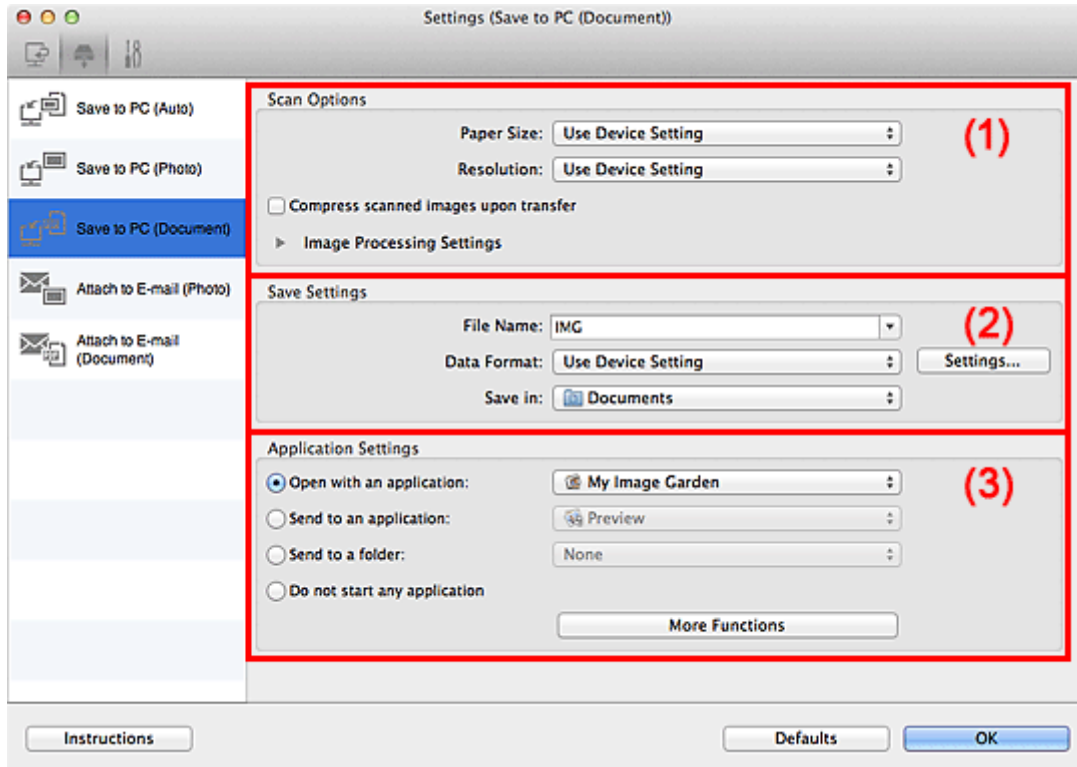 Settings (Save to PC (Document))
Save to PC (Auto)
Save to PC (Photo)
Save to PC (Document)
Attach to E-mail (Photo)
Attach to E-mail
(Document)
Scan Options
(1)
Paper Size: Use Device Setting
Resolution: Use Device Setting
Compress scanned images upon transfer
Image Processing Settings
Save Settings
(2)
File Name: IMG
Data Format: Use Device Setting Settings...
Save in: Documents
Application Settings
(3)
Open with an application: My Image Garden
Send to an application: Preview
Send to a folder: None
Do not start any application
More Functions
Instructions Defaults OK